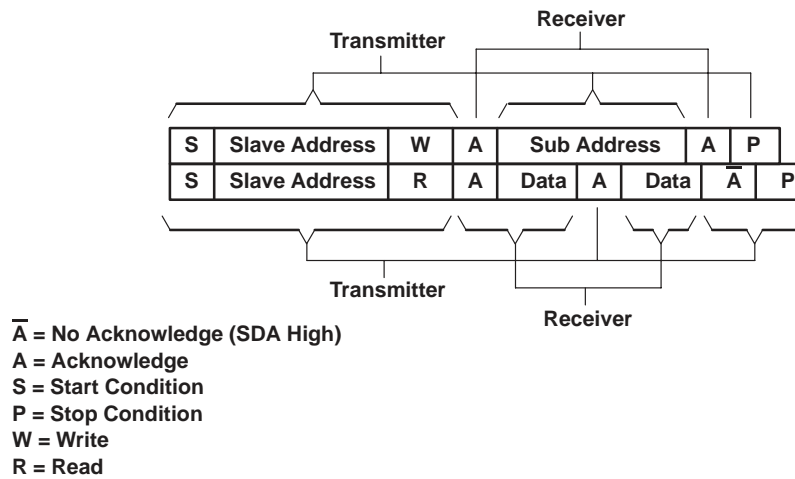 Receiver
Transmitter
S Slave Address W A Sub Address A P
S Slave Address R A Data A Data A̅ P
Transmitter
Receiver
A̅ = No Acknowledge (SDA High)
A = Acknowledge
S = Start Condition
P = Stop Condition
W = Write
R = Read